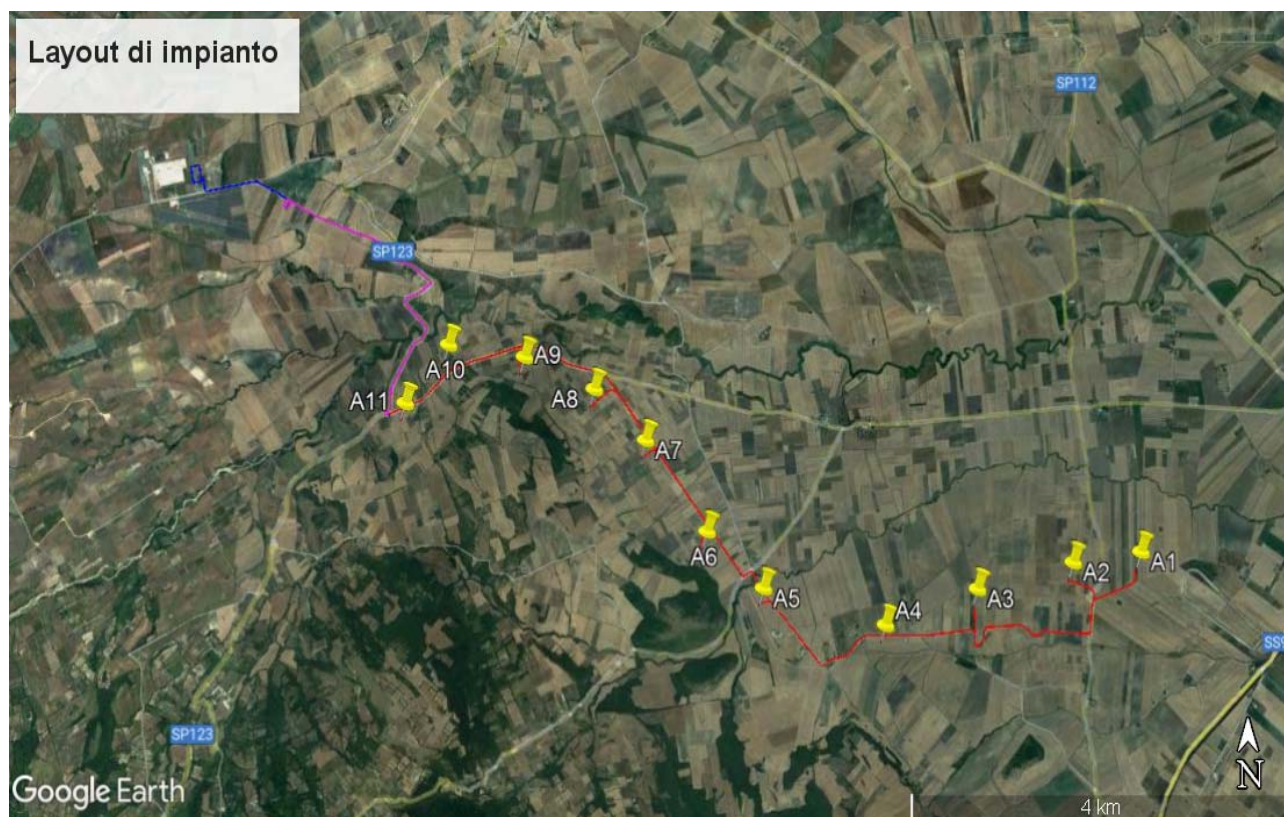 Layout di impianto
SP112
SP123
A10
A9
A11
A8
A7
A6
A1
A2
A5
A3
A4
SS9
SP123
N
Google Earth
4 km